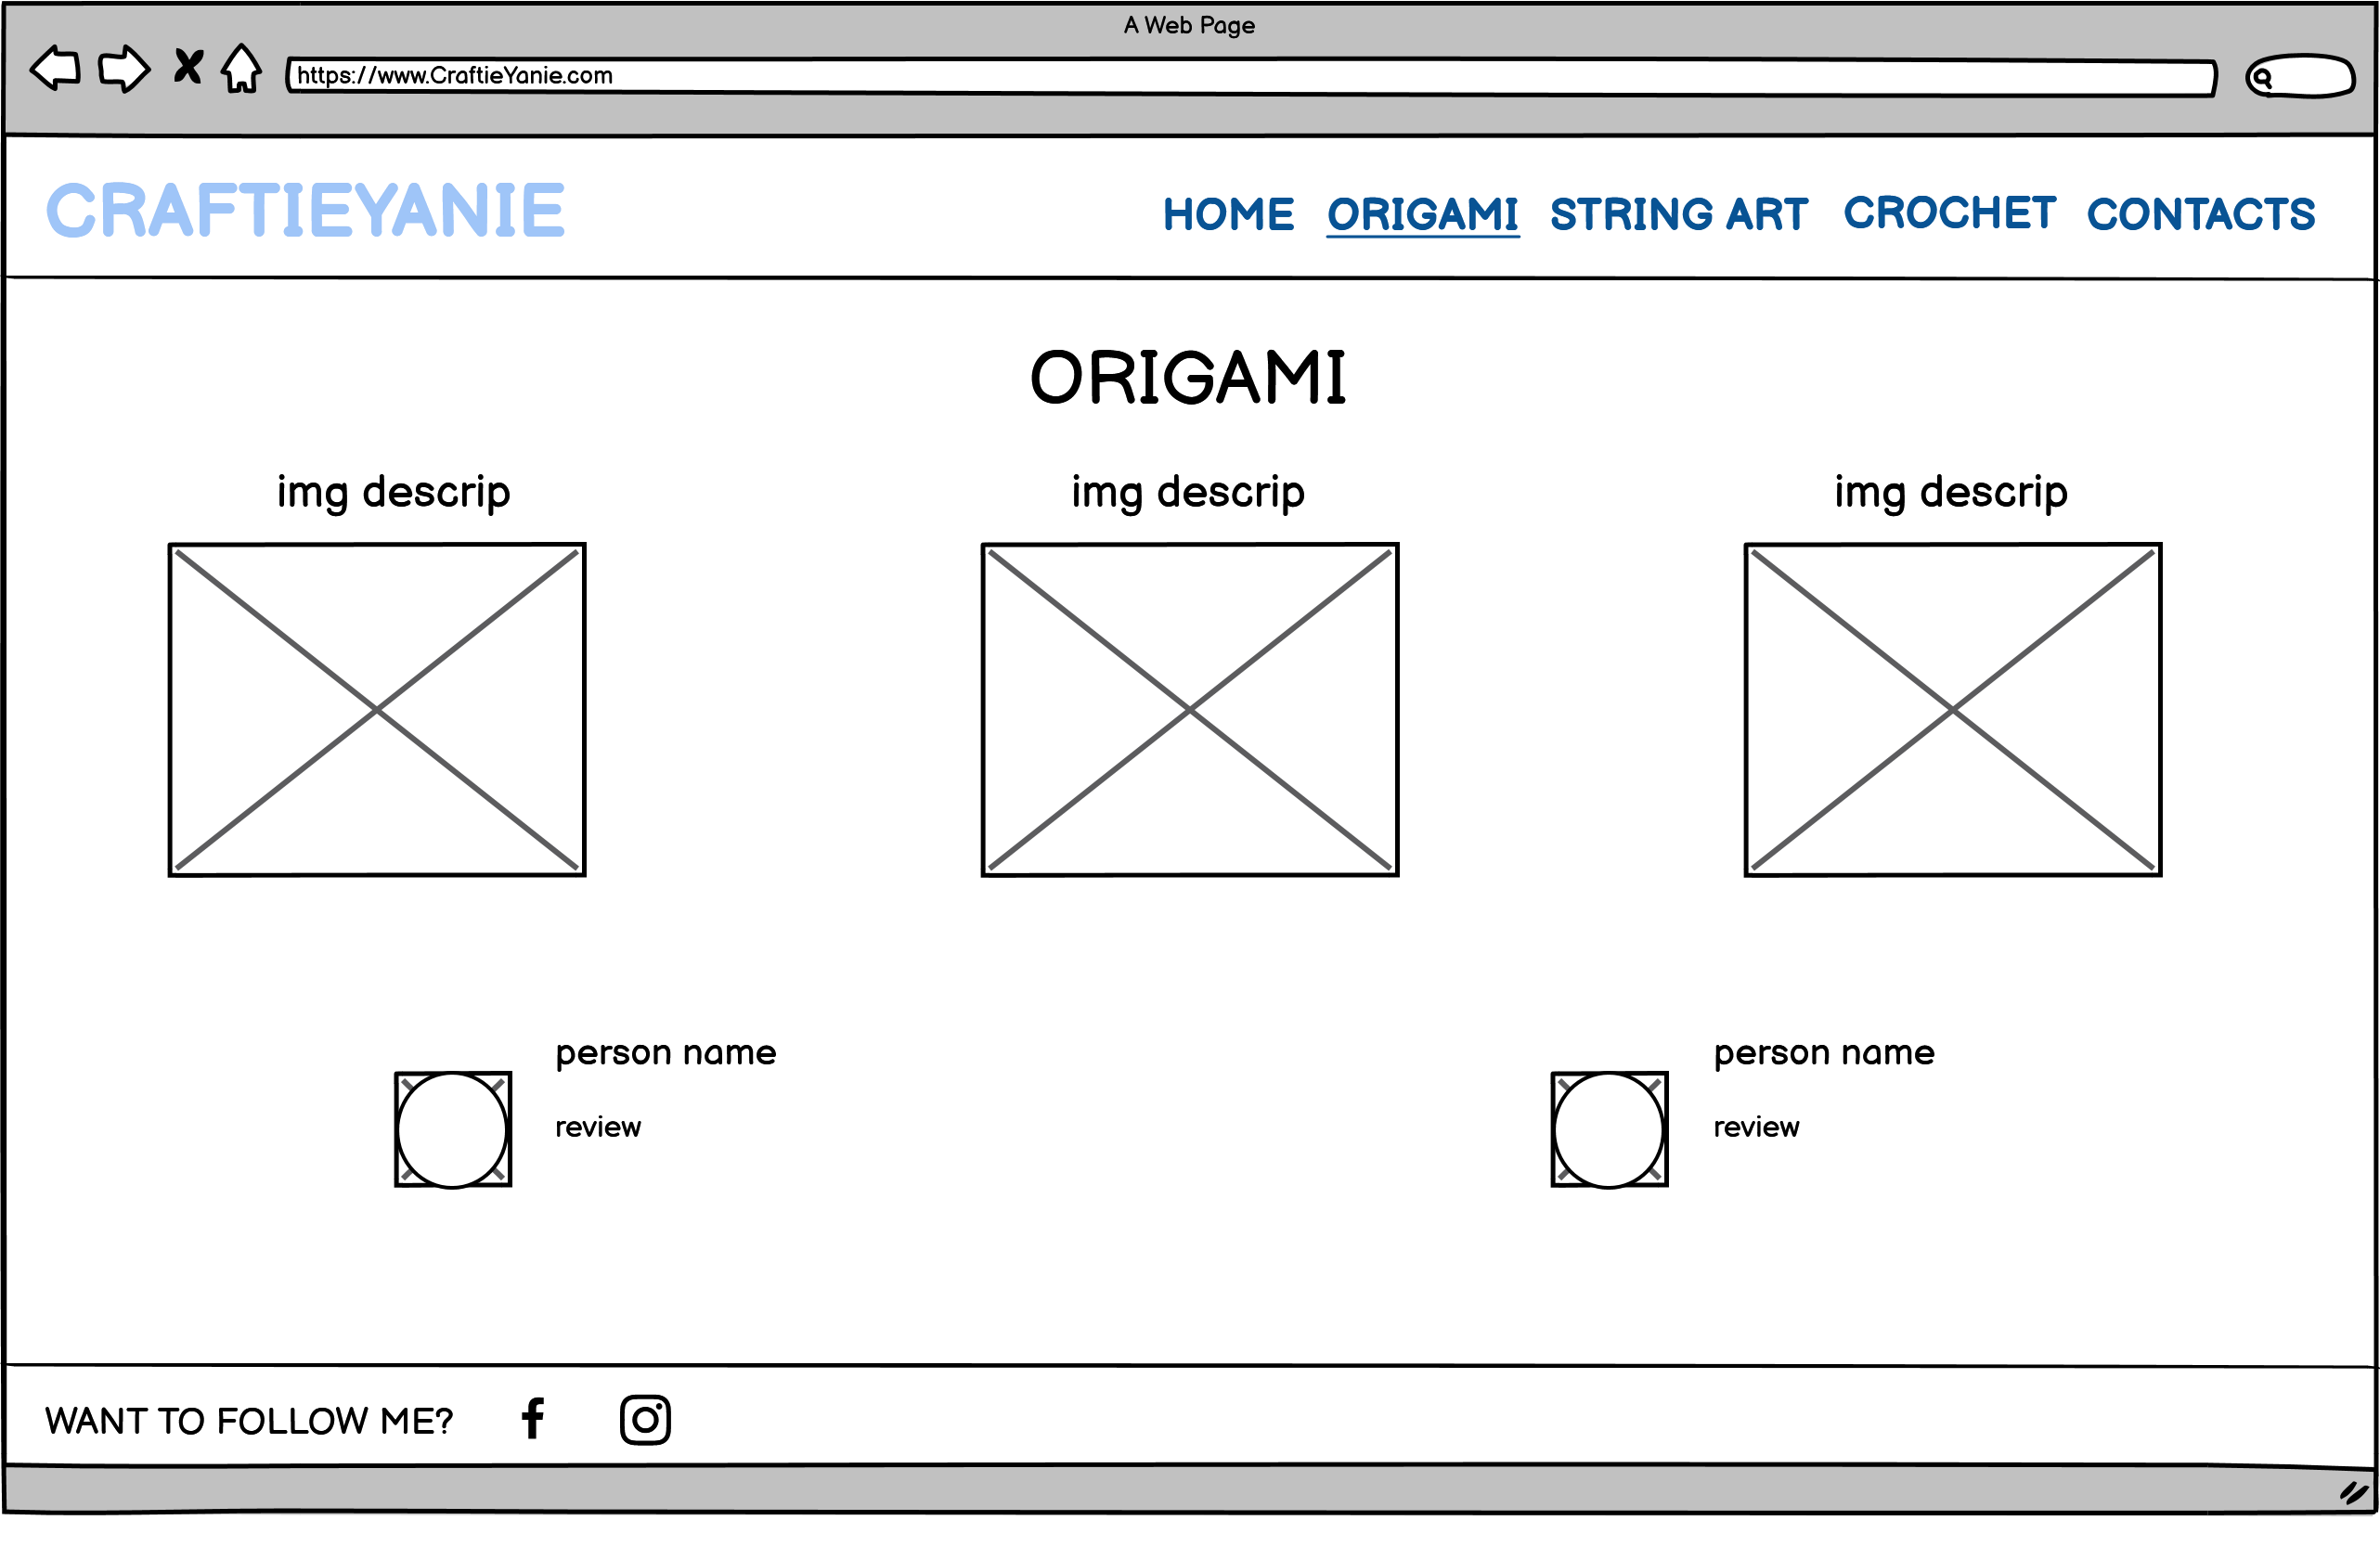 A Web Page
https://www.CraftieYanie.com
CRAFTIEYANIE
HOME ORIGAMI STRING ART CROCHET CONTACTS
ORIGAMI
img descrip img descrip img descrip
person name person name
review review
WANT TO FOLLOW ME?